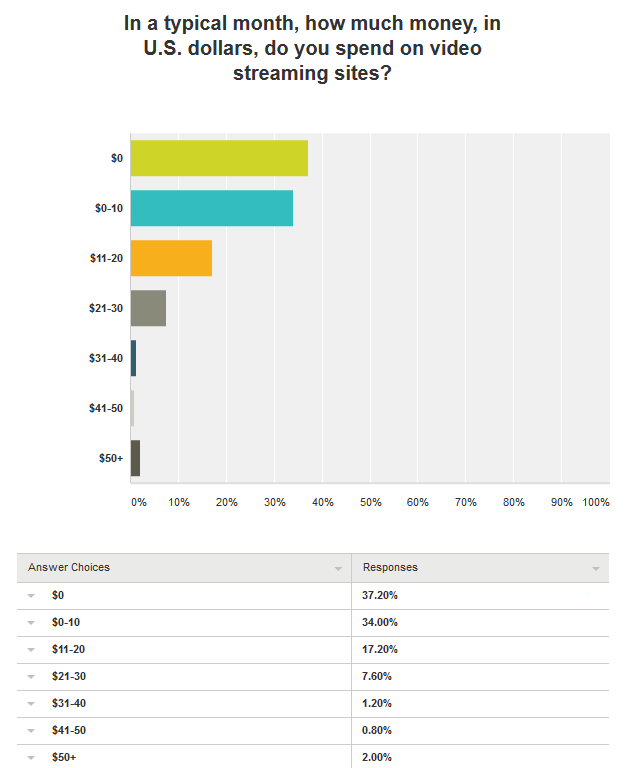 In a typical month, how much money, in
U.S. dollars, do you spend on video
streaming sites?
$0
$0-10
$11-20
$21-30
$31-40
$41-50
$50+
0% 10% 20% 30% 40% 50% 60% 70% 80% 90% 100%
Answer Choices Responses
$0 37.20%
$0-10 34.00%
$11-20 17.20%
$21-30 7.60%
$31-40 1.20%
$41-50 0.80%
$50+ 2.00%